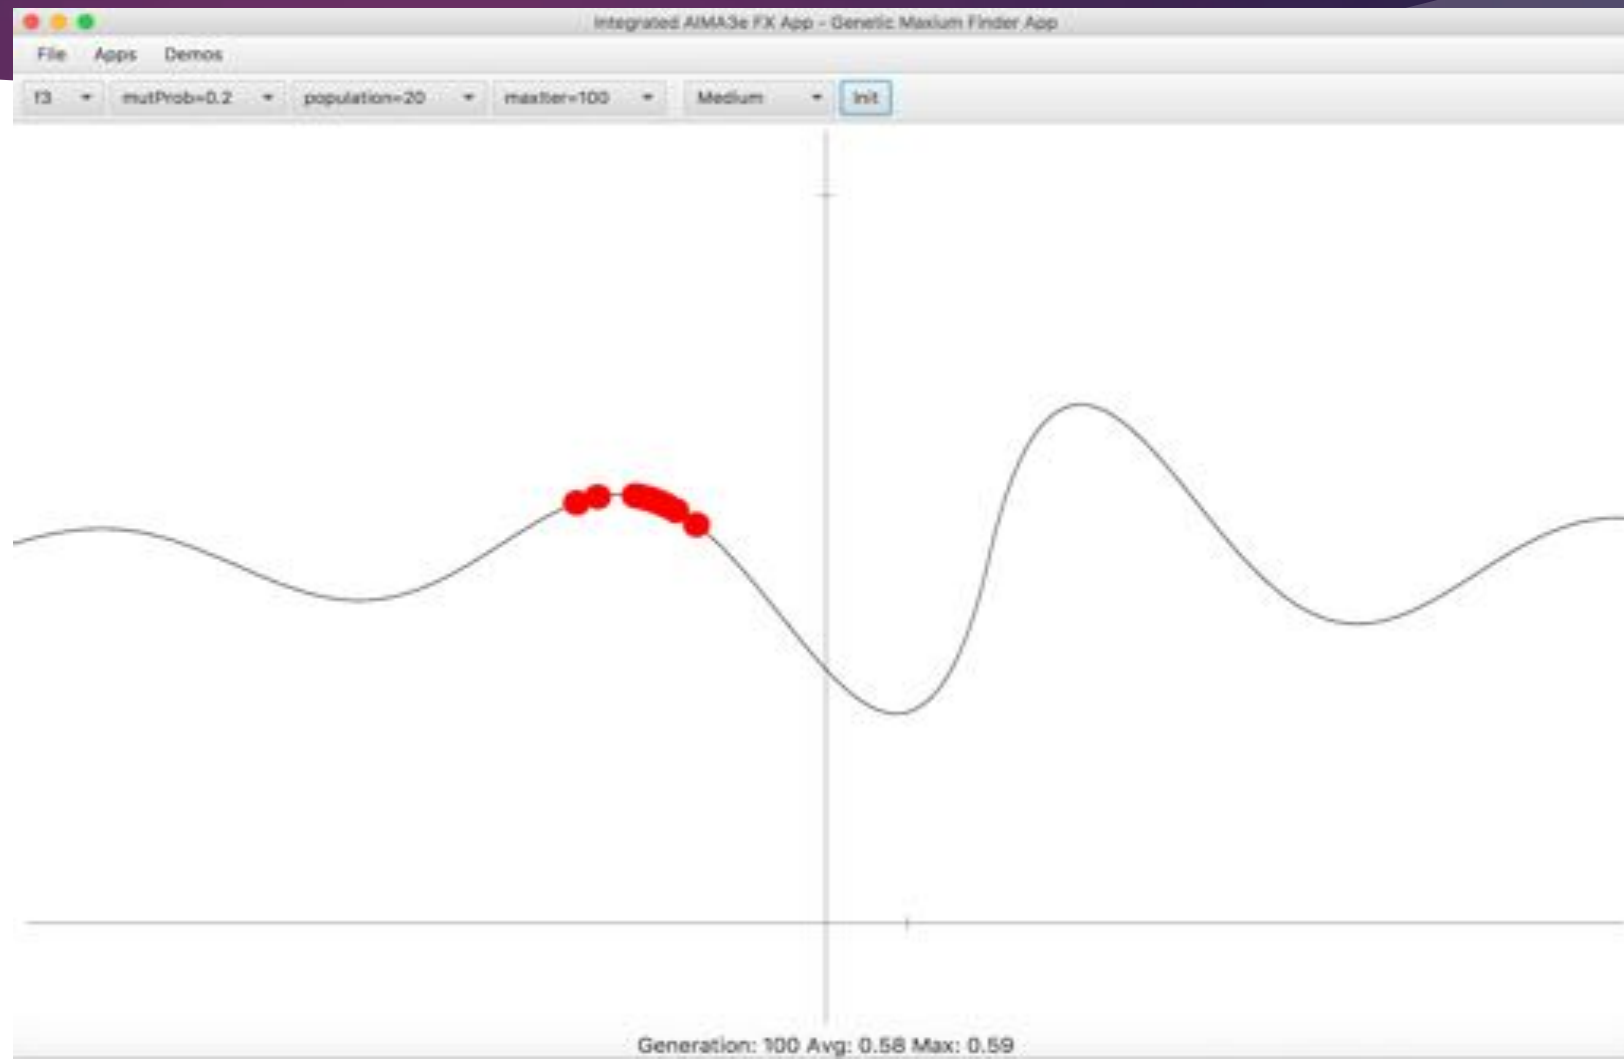 Integrated AIMA3e FX App - Genetic Maxium Finder App
File Apps Demos
f3 mutProb=0.2 population=20 maxIter=100 Medium Init
Generation: 100 Avg: 0.58 Max: 0.59